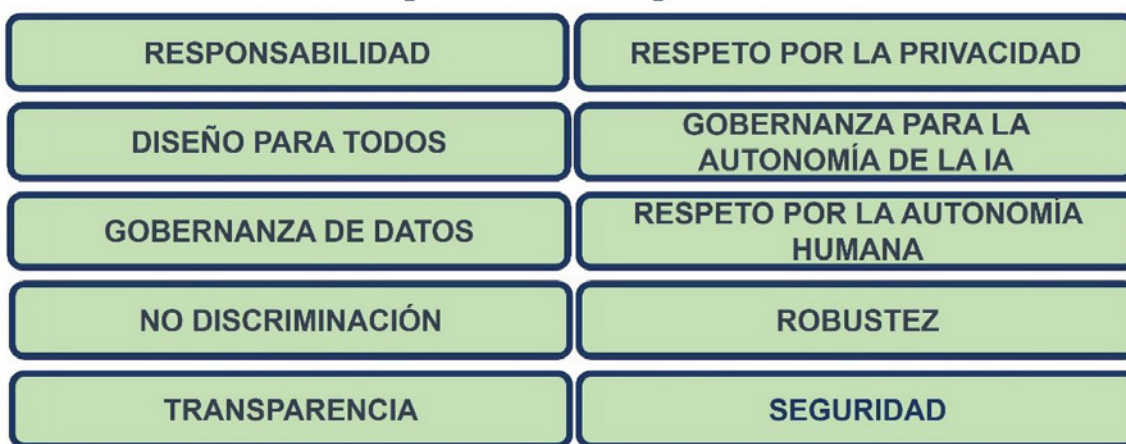 RESPONSABILIDAD
RESPETO POR LA PRIVACIDAD
DISEÑO PARA TODOS
GOBERNANZA PARA LA
AUTONOMÍA DE LA IA
GOBERNANZA DE DATOS
RESPETO POR LA AUTONOMÍA
HUMANA
NO DISCRIMINACIÓN
ROBUSTEZ
TRANSPARENCIA
SEGURIDAD